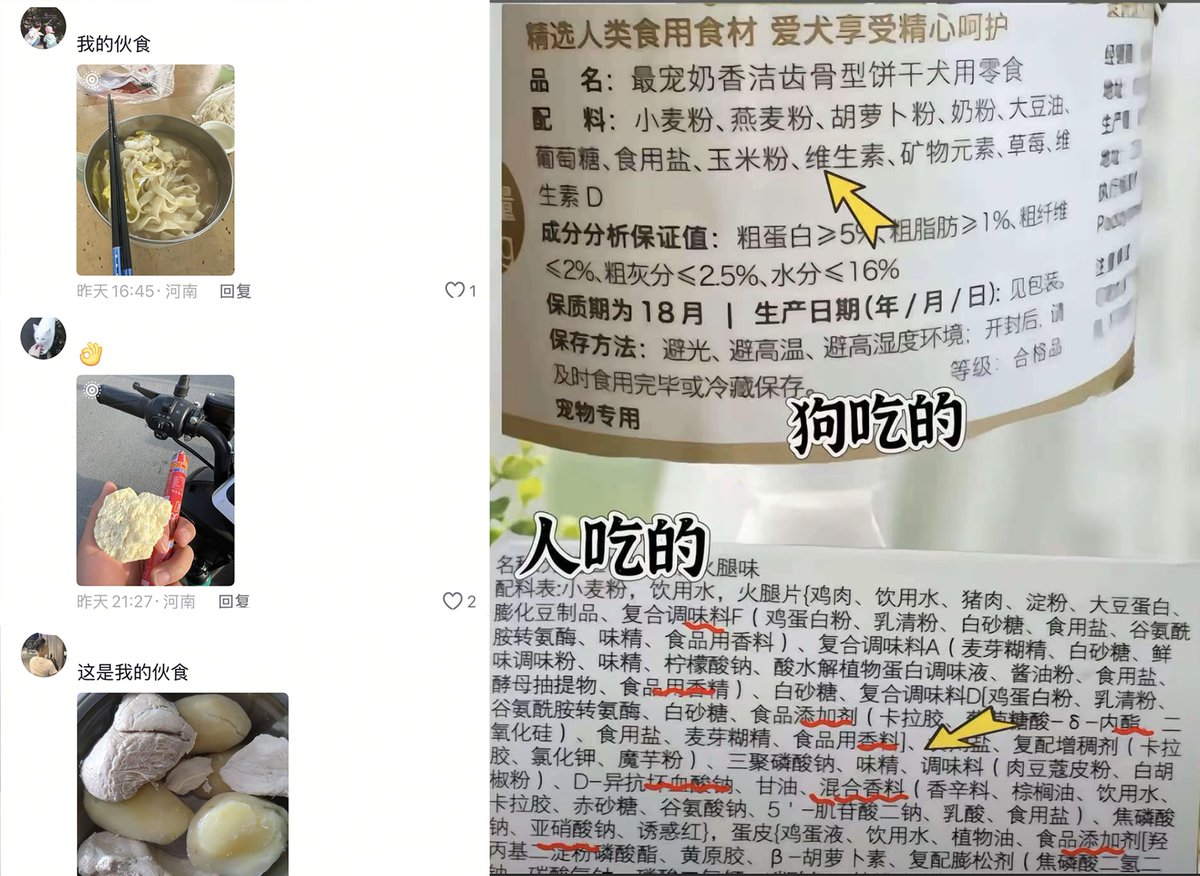 我的伙食
昨天 16:45 · 河南 回复
1
👌
昨天 21:27 · 河南 回复
2
这是我的伙食
精选人类食用食材 爱犬享受精心呵护
品 名：最宠奶香洁齿骨型饼干犬用零食
配 料：小麦粉、燕麦粉、胡萝卜粉、奶粉、大豆油、
葡萄糖、食用盐、玉米粉、维生素、矿物元素、草莓、维
生素D
成分分析保证值：粗蛋白≥5%、粗脂肪≥1%、粗纤维
≤2%、粗灰分≤2.5%、水分≤16%
保质期为18月 | 生产日期(年/月/日)：见包装。
保存方法：避光、避高温、避高湿度环境；开封后，请
及时食用完毕或冷藏保存。 等级：合格品
宠物专用
狗吃的
人吃的
火腿味
配料表:小麦粉，饮用水，火腿片{鸡肉、饮用水、猪肉、淀粉、大豆蛋白、
膨化豆制品、复合调味料F（鸡蛋白粉、乳清粉、白砂糖、食用盐、谷氨酰
胺转氨酶、味精、食品用香料）、复合调味料A（麦芽糊精、白砂糖、鲜
味调味粉、味精、柠檬酸钠、酸水解植物蛋白调味液、酱油粉、食用盐、
酵母抽提物、食品用香精）、白砂糖、复合调味料D[鸡蛋白粉、乳清粉、
谷氨酰胺转氨酶、白砂糖、食品添加剂（卡拉胶、糖酸-δ-内酯、二
氧化硅）、食用盐、麦芽糊精、食品用香料]、盐、复配增稠剂（卡拉
胶、氯化钾、魔芋粉）、三聚磷酸钠、味精、调味料（肉豆蔻皮粉、白胡
椒粉）、D-异抗坏血酸钠、甘油、混合香料（香辛料、棕榈油、饮用水、
卡拉胶、赤砂糖、谷氨酸钠、5'-肌苷酸二钠、乳酸、食用盐）、焦磷酸
钠、亚硝酸钠、诱惑红}，蛋皮{鸡蛋液、饮用水、植物油、食品添加剂[羟
丙基二淀粉磷酸酯、黄原胶、β-胡萝卜素、复配膨松剂（焦磷酸二氢二